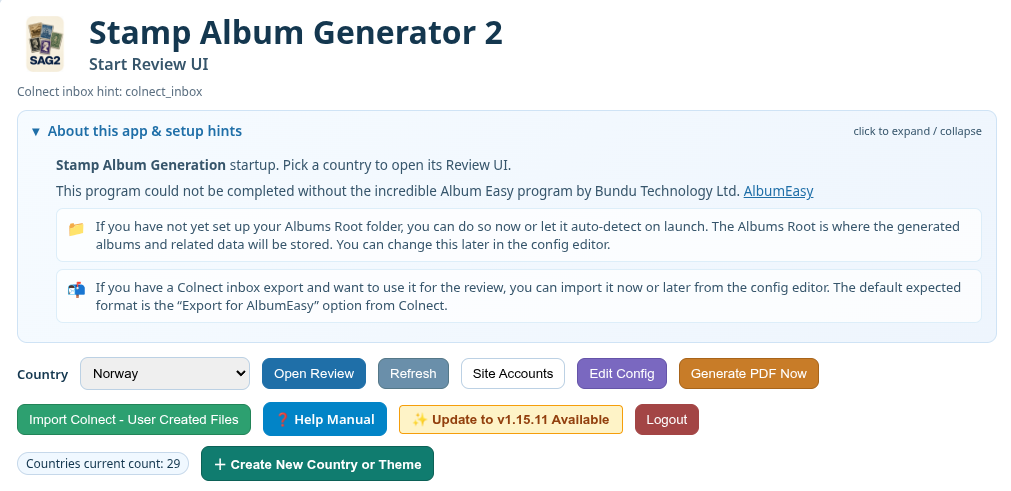 SAG2
Stamp Album Generator 2
Start Review UI
Colnect inbox hint: colnect_inbox
▼ About this app & setup hints
click to expand / collapse
Stamp Album Generation startup. Pick a country to open its Review UI.
This program could not be completed without the incredible Album Easy program by Bundu Technology Ltd. AlbumEasy
If you have not yet set up your Albums Root folder, you can do so now or let it auto-detect on launch. The Albums Root is where the generated
albums and related data will be stored. You can change this later in the config editor.
If you have a Colnect inbox export and want to use it for the review, you can import it now or later from the config editor. The default expected
format is the “Export for AlbumEasy” option from Colnect.
Country Norway Open Review Refresh Site Accounts Edit Config Generate PDF Now
Import Colnect - User Created Files ❓ Help Manual ✨ Update to v1.15.11 Available Logout
Countries current count: 29 + Create New Country or Theme